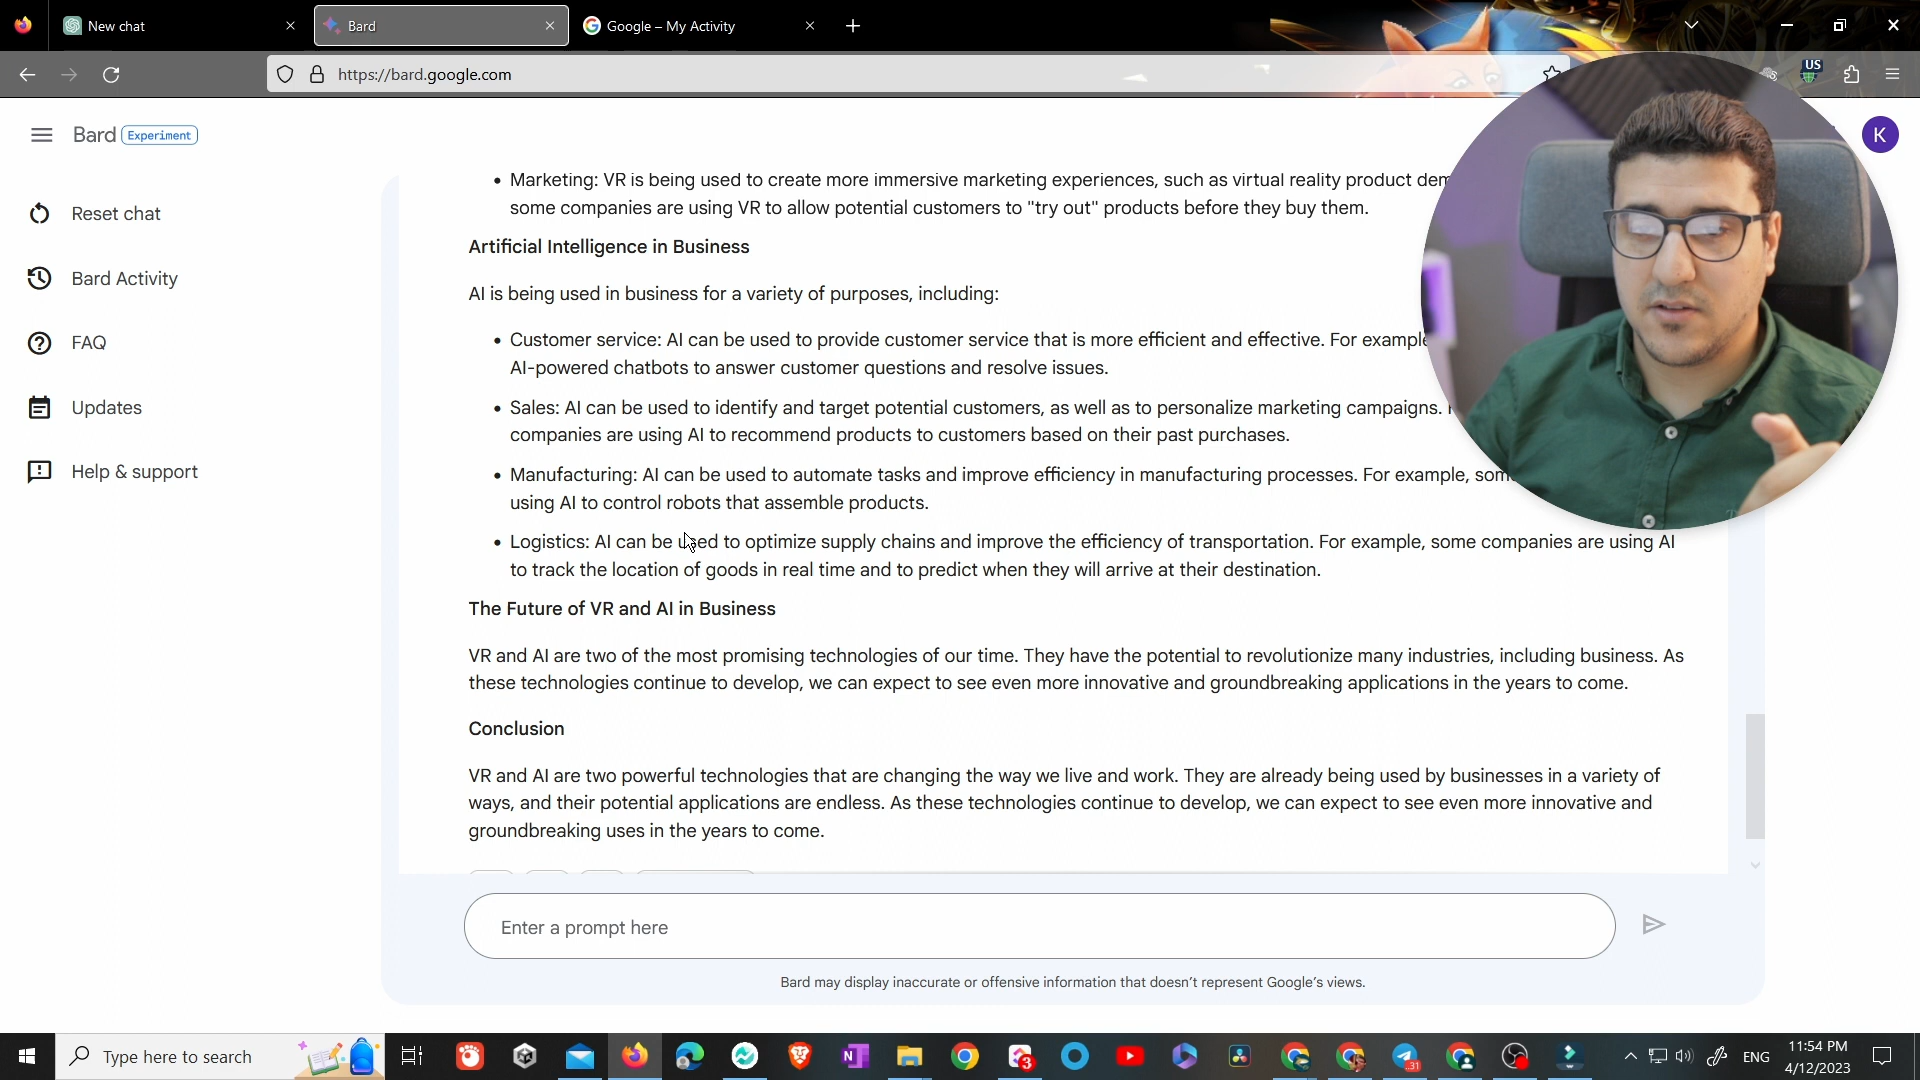 New chat
Bard
Google – My Activity
https://bard.google.com
US
Bard Experiment
K
Reset chat
Bard Activity
FAQ
Updates
Help & support
Marketing: VR is being used to create more immersive marketing experiences, such as virtual reality product
some companies are using VR to allow potential customers to "try out" products before they buy them.
Artificial Intelligence in Business
AI is being used in business for a variety of purposes, including:
Customer service: AI can be used to provide customer service that is more efficient and effective. For
AI-powered chatbots to answer customer questions and resolve issues.
Sales: AI can be used to identify and target potential customers, as well as to personalize marketing campaigns.
companies are using AI to recommend products to customers based on their past purchases.
Manufacturing: AI can be used to automate tasks and improve efficiency in manufacturing processes. For example,
using AI to control robots that assemble products.
Logistics: AI can be used to optimize supply chains and improve the efficiency of transportation. For example, some companies are using AI
to track the location of goods in real time and to predict when they will arrive at their destination.
The Future of VR and AI in Business
VR and AI are two of the most promising technologies of our time. They have the potential to revolutionize many industries, including business. As
these technologies continue to develop, we can expect to see even more innovative and groundbreaking applications in the years to come.
Conclusion
VR and AI are two powerful technologies that are changing the way we live and work. They are already being used by businesses in a variety of
ways, and their potential applications are endless. As these technologies continue to develop, we can expect to see even more innovative and
groundbreaking uses in the years to come.
Enter a prompt here
Bard may display inaccurate or offensive information that doesn't represent Google's views.
Type here to search
N
3
31
ENG
11:54 PM
4/12/2023